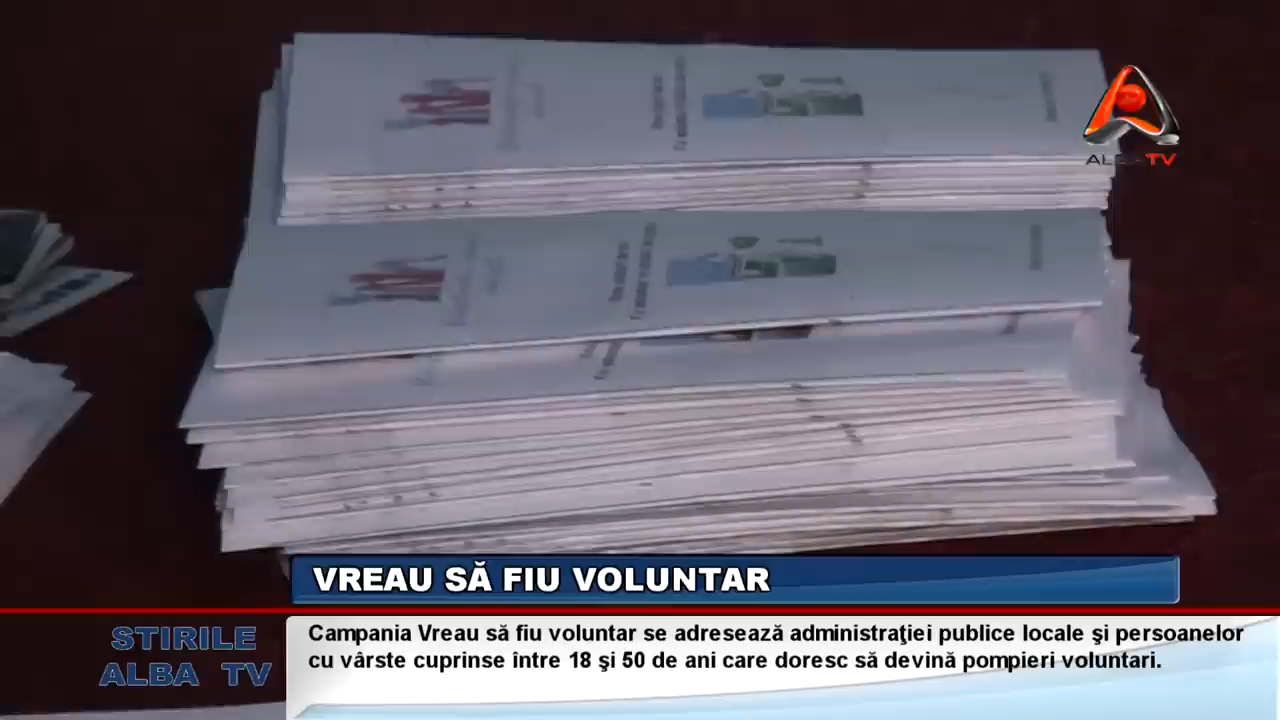 ALBA TV
VREAU SĂ FIU VOLUNTAR
STIRILE
ALBA TV
Campania Vreau să fiu voluntar se adresează administraţiei publice locale şi persoanelor
cu vârste cuprinse între 18 şi 50 de ani care doresc să devină pompieri voluntari.